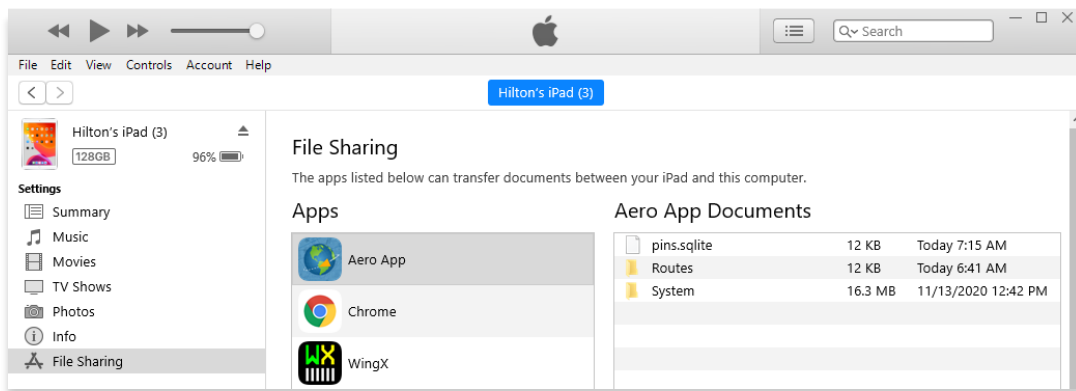 Search
File Edit View Controls Account Help
Hilton's iPad (3)
Hilton's iPad (3)
128GB 96%
Settings
Summary
Music
Movies
TV Shows
Photos
Info
File Sharing
File Sharing
The apps listed below can transfer documents between your iPad and this computer.
Apps
Aero App
Chrome
WX
WingX
Aero App Documents
pins.sqlite 12 KB Today 7:15 AM
Routes 12 KB Today 6:41 AM
System 16.3 MB 11/13/2020 12:42 PM